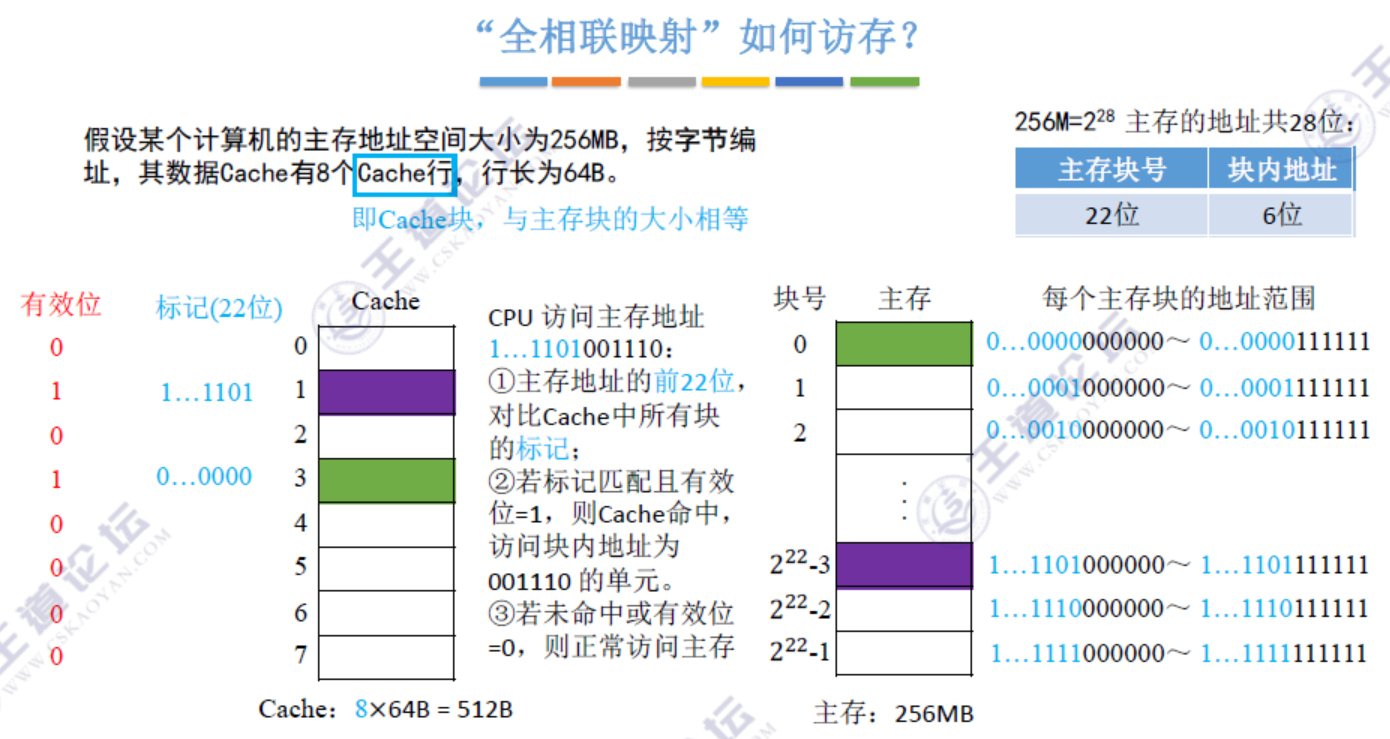 “全相联映射”如何访存？
假设某个计算机的主存地址空间大小为256MB，按字节编
址，其数据Cache有8个Cache行，行长为64B。
即Cache块，与主存块的大小相等
256M=2²⁸ 主存的地址共28位：
主存块号 块内地址
22位 6位
有效位 标记(22位) Cache
0 0
1 1…1101 1
0 2
1 0…0000 3
0 4
0 5
0 6
0 7
Cache：8×64B = 512B
CPU 访问主存地址
1…1101001110：
①主存地址的前22位，
对比Cache中所有块
的标记；
②若标记匹配且有效
位=1，则Cache命中，
访问块内地址为
001110 的单元。
③若未命中或有效位
=0，则正常访问主存
块号 主存 每个主存块的地址范围
0 0…0000000000～ 0…0000111111
1 0…0001000000～ 0…0001111111
2 0…0010000000～ 0…0010111111
⋮
2²²-3 1…1101000000～ 1…1101111111
2²²-2 1…1110000000～ 1…1110111111
2²²-1 1…1111000000～ 1…1111111111
主存：256MB
王道论坛
WWW.CSKAOYAN.COM